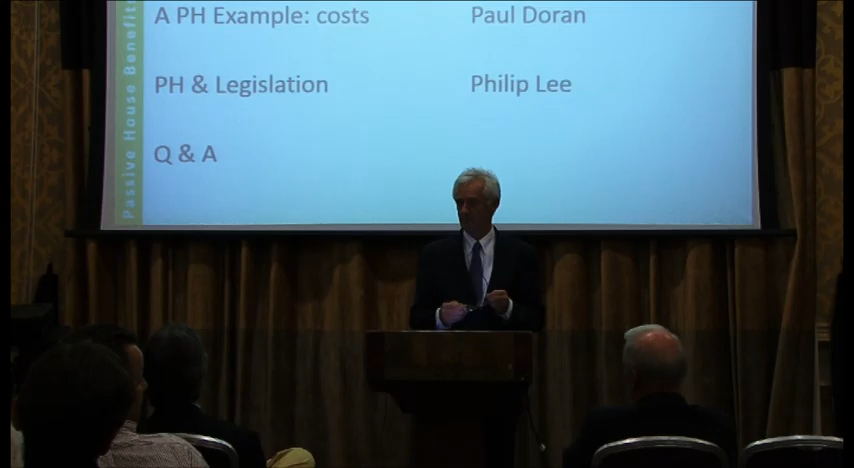 A PH Example: costs Paul Doran
PH & Legislation Philip Lee
Q & A
Passive House Benefits